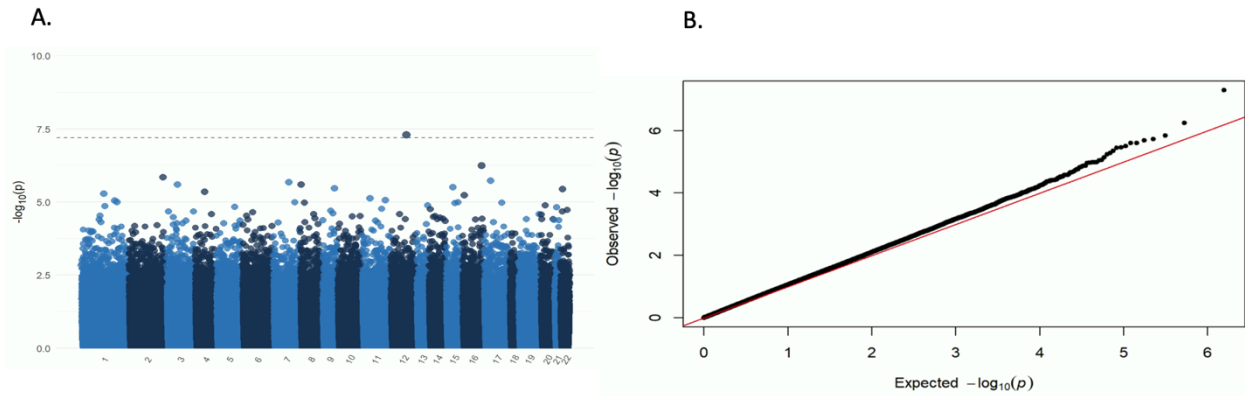 A.
10.0
7.5
5.0
2.5
0.0
-log10(p)
1 2 3 4 5 6 7 8 9 10 11 12 13 14 15 16 17 18 19 20 21 22
B.
6
4
2
0
Observed −log10(p)
0 1 2 3 4 5 6
Expected −log10(p)